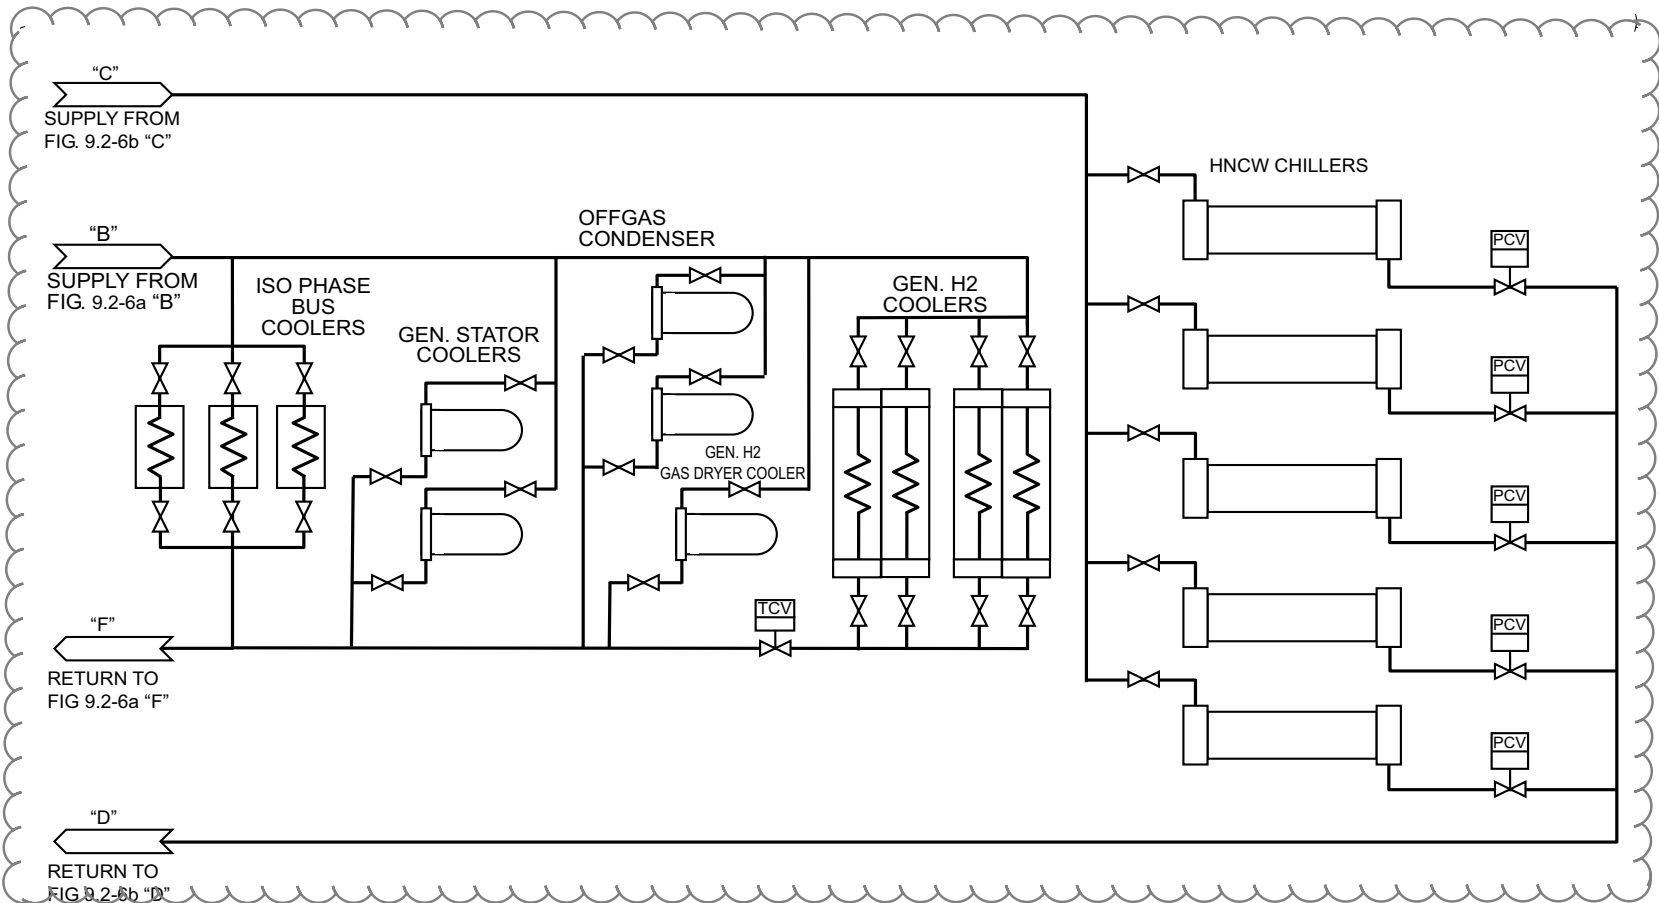 “C”
SUPPLY FROM
FIG. 9.2-6b “C”
HNCW CHILLERS
“B”
SUPPLY FROM
FIG. 9.2-6a “B”
OFFGAS
CONDENSER
ISO PHASE
BUS
COOLERS
GEN. STATOR
COOLERS
GEN. H2
COOLERS
GEN. H2
GAS DRYER COOLER
PCV
PCV
PCV
PCV
PCV
TCV
“F”
RETURN TO
FIG 9.2-6a “F”
“D”
RETURN TO
FIG 9.2-6b “D”